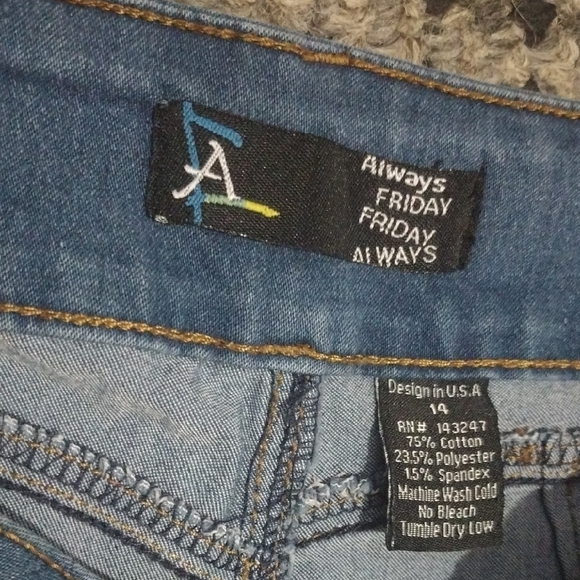 A
Always
FRIDAY
FRIDAY
ALWAYS
Design in U.S.A
14
RN# 143247
75% Cotton
23.5% Polyester
1.5% Spandex
Machine Wash Cold
No Bleach
Tumble Dry Low